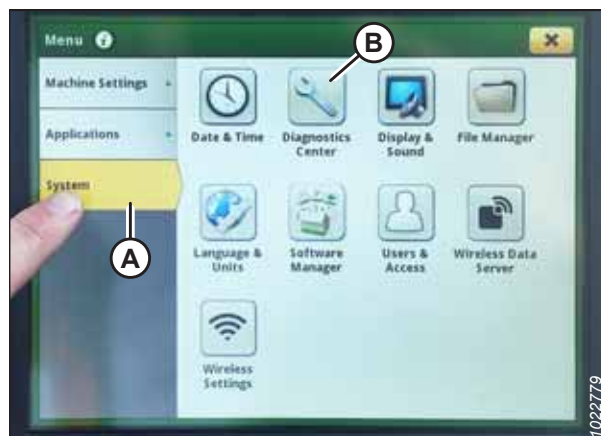 Menu i
B
Machine Settings
Applications
System
A
Date & Time
Diagnostics
Center
Display &
Sound
File Manager
Language &
Units
Software
Manager
Users &
Access
Wireless Data
Server
Wireless
Settings
1022779